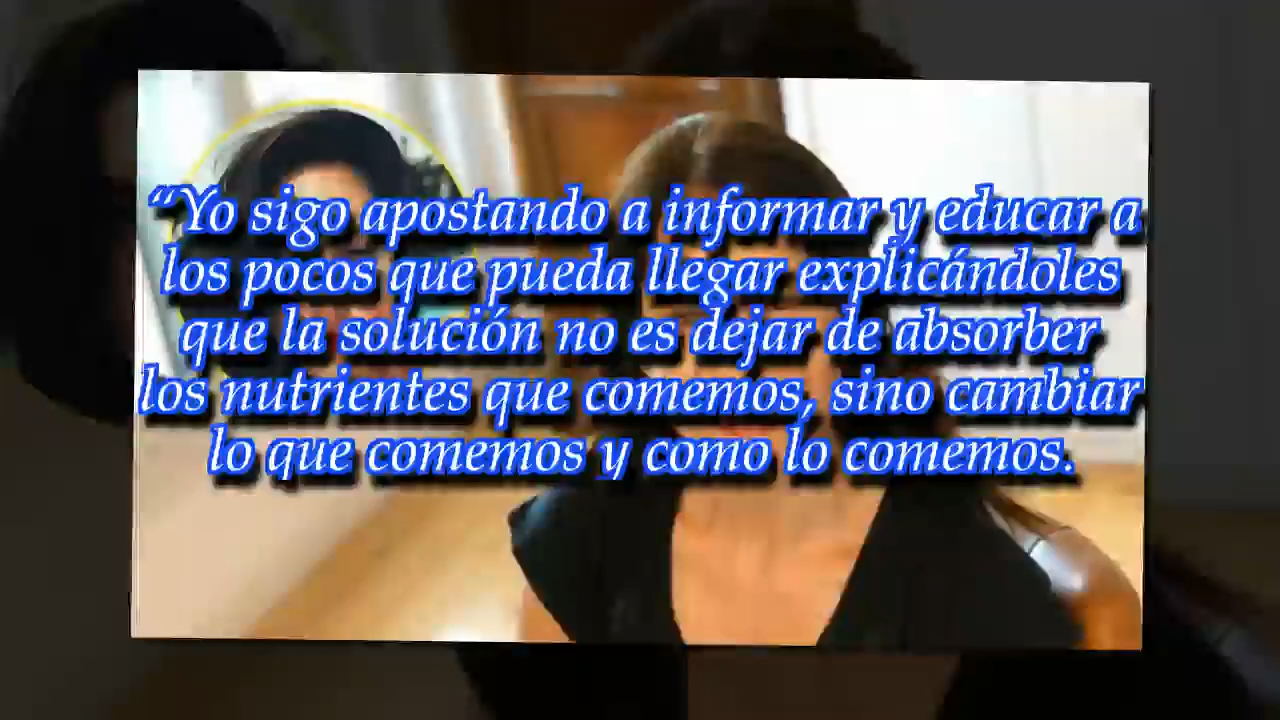 “Yo sigo apostando a informar y educar a
los pocos que pueda llegar explicándoles
que la solución no es dejar de absorber
los nutrientes que comemos, sino cambiar
lo que comemos y como lo comemos.